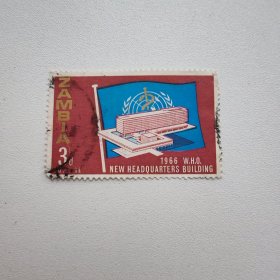 ZAMBIA
3d
1966 W.H.O.
NEW HEADQUARTERS BUILDING